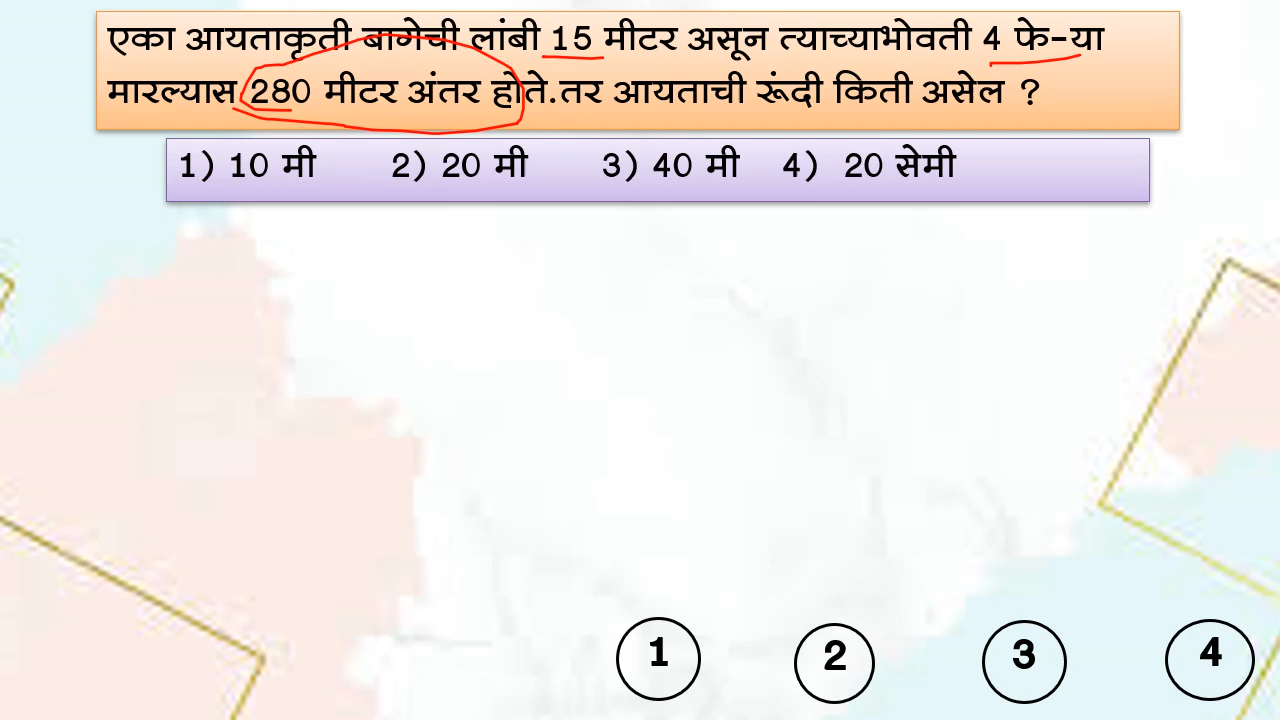 एका आयताकृती बागेची लांबी 15 मीटर असून त्याच्याभोवती 4 फे-या
मारल्यास 280 मीटर अंतर होते.तर आयताची रूंदी किती असेल ?
1) 10 मी 2) 20 मी 3) 40 मी 4) 20 सेमी
1 2 3 4